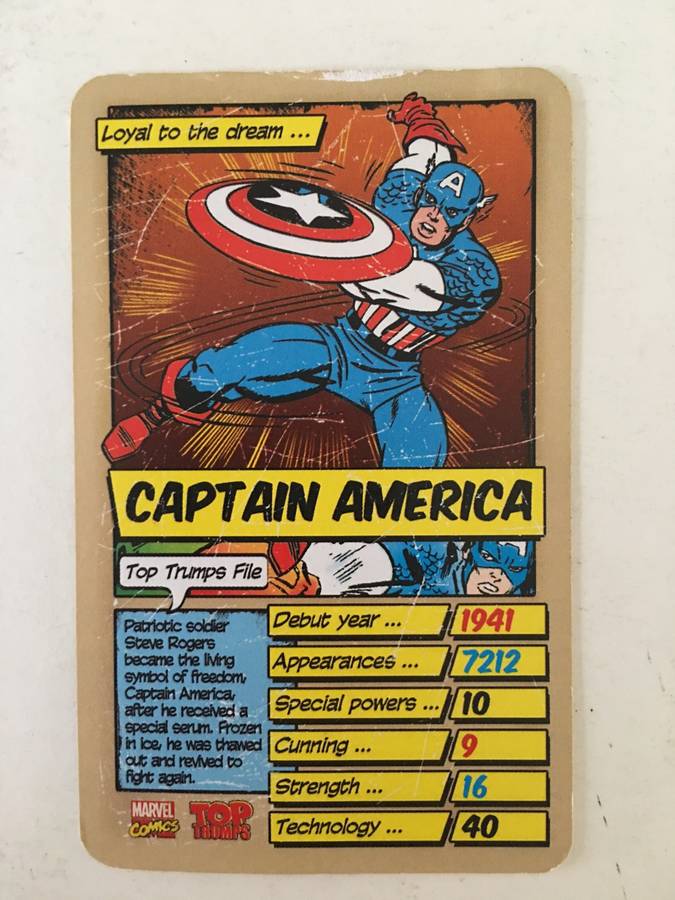 Loyal to the dream ...
A
CAPTAIN AMERICA
Top Trumps File
Patriotic soldier
Steve Rogers
became the living
symbol of freedom,
Captain America,
after he received a
special serum. Frozen
in ice, he was thawed
out and revived to
fight again.
Debut year ... 1941
Appearances ... 7212
Special powers ... 10
Cunning ... 9
Strength ... 16
Technology ... 40
MARVEL
COMICS
TOP
TRUMPS